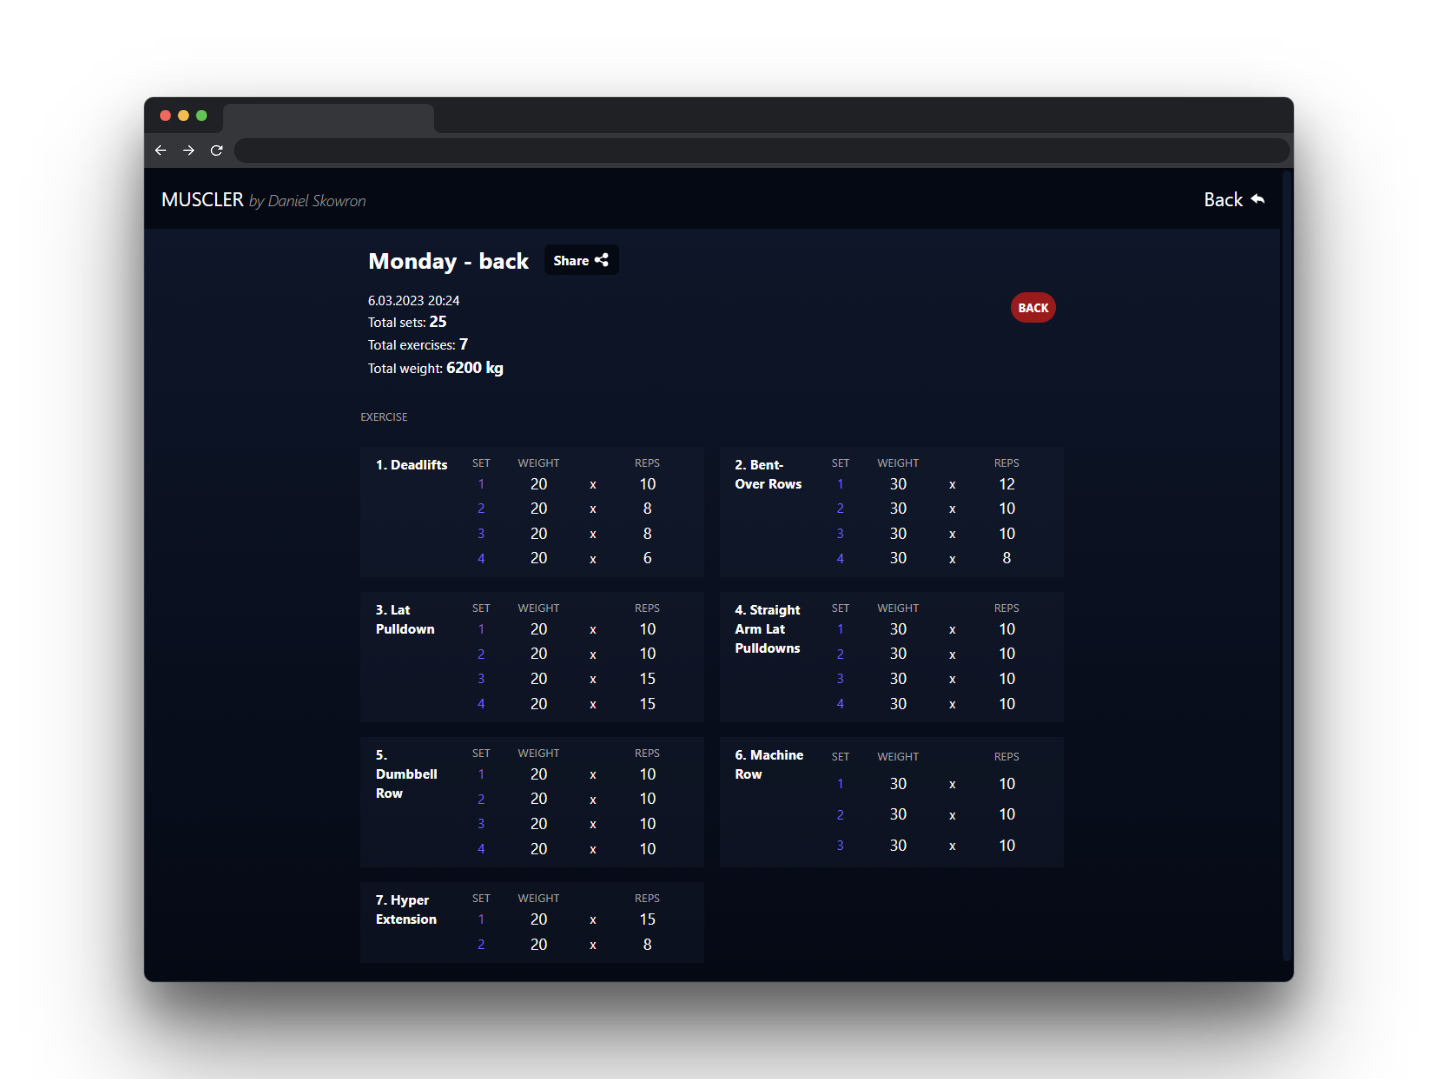 MUSCLER by Daniel Skowron
Back
Monday - back
Share
6.03.2023 20:24
BACK
Total sets: 25
Total exercises: 7
Total weight: 6200 kg
EXERCISE
1. Deadlifts
SET WEIGHT REPS
1 20 x 10
2 20 x 8
3 20 x 8
4 20 x 6
2. Bent-
Over Rows
SET WEIGHT REPS
1 30 x 12
2 30 x 10
3 30 x 10
4 30 x 8
3. Lat
Pulldown
SET WEIGHT REPS
1 20 x 10
2 20 x 10
3 20 x 15
4 20 x 15
4. Straight
Arm Lat
Pulldowns
SET WEIGHT REPS
1 30 x 10
2 30 x 10
3 30 x 10
4 30 x 10
5.
Dumbbell
Row
SET WEIGHT REPS
1 20 x 10
2 20 x 10
3 20 x 10
4 20 x 10
6. Machine
Row
SET WEIGHT REPS
1 30 x 10
2 30 x 10
3 30 x 10
7. Hyper
Extension
SET WEIGHT REPS
1 20 x 15
2 20 x 8